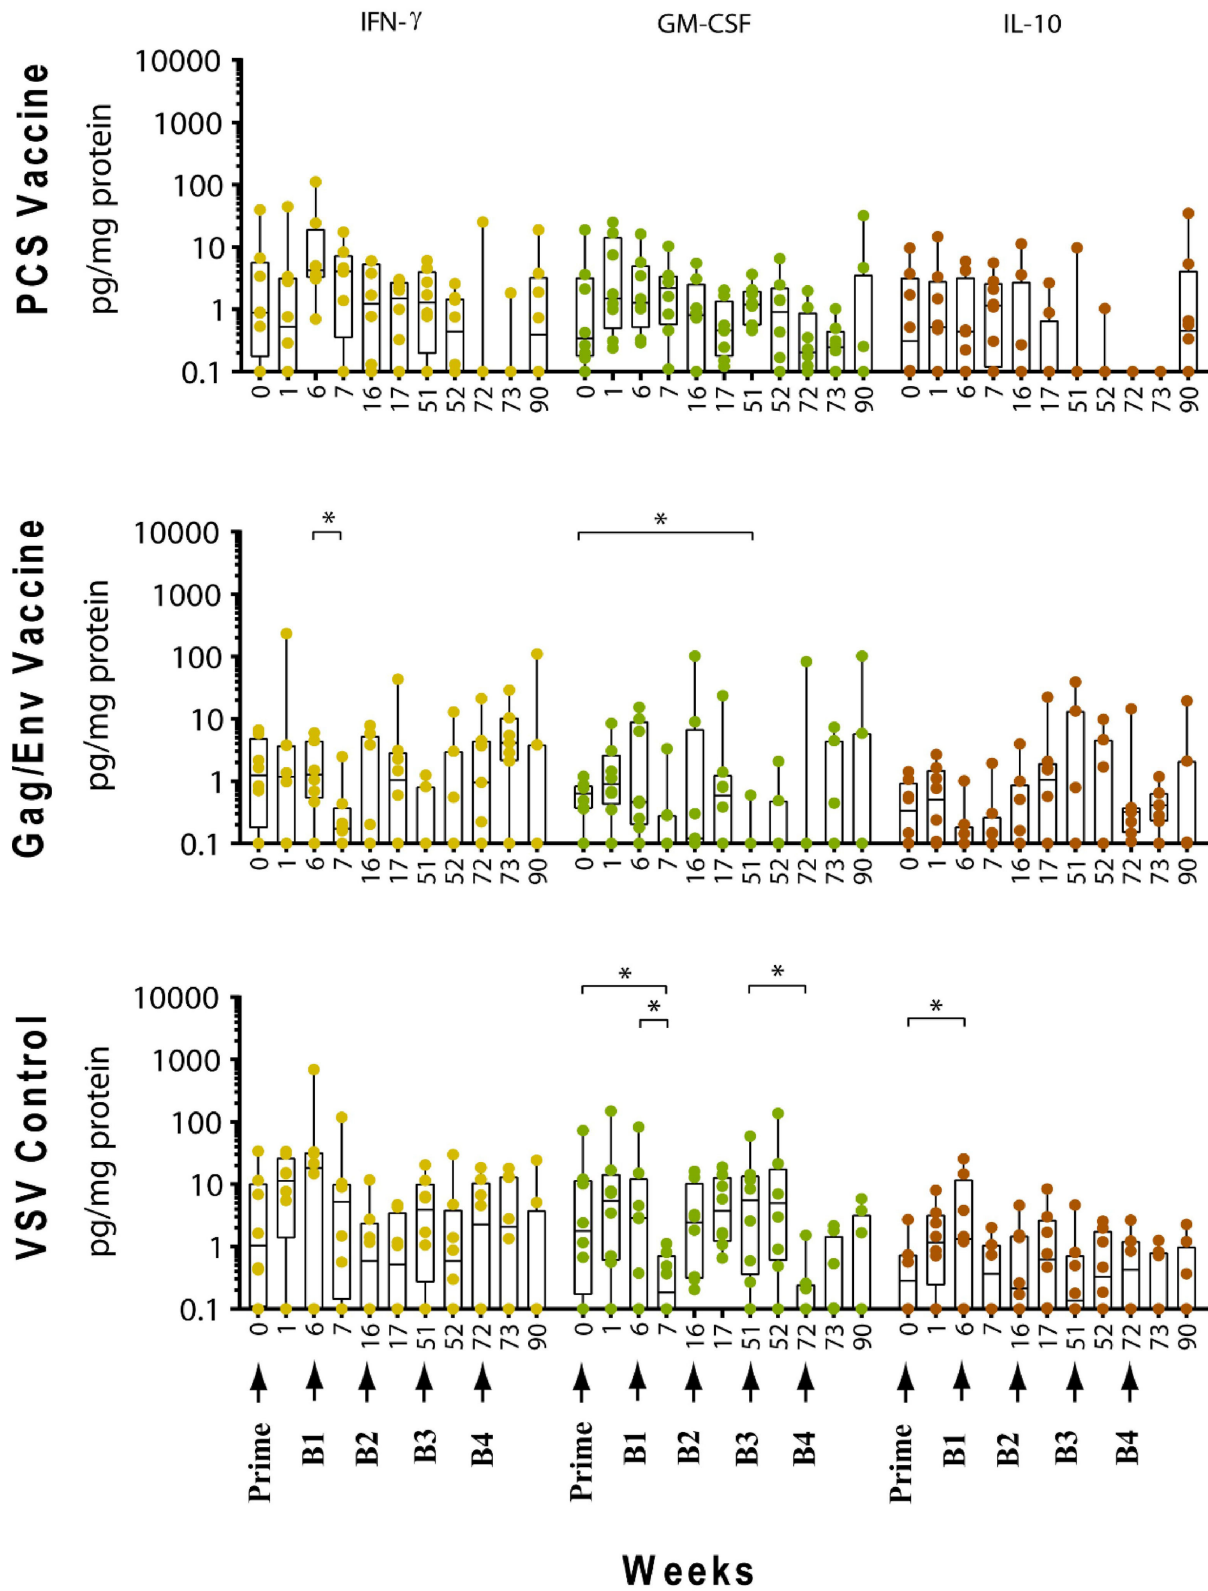 IFN-γ GM-CSF IL-10
PCS Vaccine
pg/mg protein
10000
1000
100
10
1
0.1
0 1 6 7 16 17 51 52 72 73 90 0 1 6 7 16 17 51 52 72 73 90 0 1 6 7 16 17 51 52 72 73 90
Gag/Env Vaccine
pg/mg protein
* *
10000
1000
100
10
1
0.1
0 1 6 7 16 17 51 52 72 73 90 0 1 6 7 16 17 51 52 72 73 90 0 1 6 7 16 17 51 52 72 73 90
VSV Control
pg/mg protein
* * * *
10000
1000
100
10
1
0.1
0 1 6 7 16 17 51 52 72 73 90 0 1 6 7 16 17 51 52 72 73 90 0 1 6 7 16 17 51 52 72 73 90
Prime B1 B2 B3 B4 Prime B1 B2 B3 B4 Prime B1 B2 B3 B4
Weeks